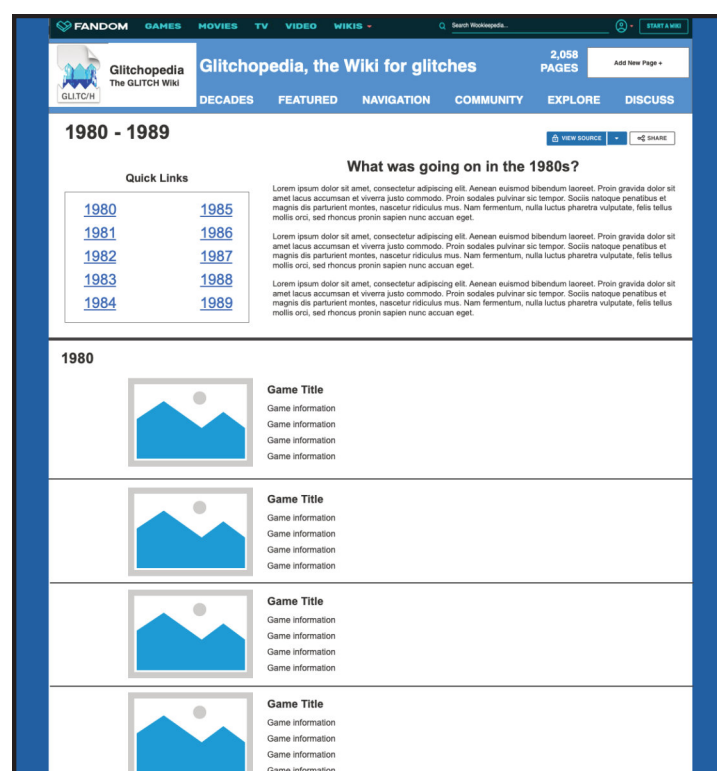 FANDOM GAMES MOVIES TV VIDEO WIKIS Search Wookieepedia... START A WIKI
GLI.TC/H
Glitchopedia
The GLITCH Wiki
Glitchopedia, the Wiki for glitches
2,058
PAGES
Add New Page +
DECADES FEATURED NAVIGATION COMMUNITY EXPLORE DISCUSS
1980 - 1989
VIEW SOURCE SHARE
Quick Links
1980 1985
1981 1986
1982 1987
1983 1988
1984 1989
What was going on in the 1980s?
Lorem ipsum dolor sit amet, consectetur adipiscing elit. Aenean euismod bibendum laoreet. Proin gravida dolor sit
amet lacus accumsan et viverra justo commodo. Proin sodales pulvinar sic tempor. Sociis natoque penatibus et
magnis dis parturient montes, nascetur ridiculus mus. Nam fermentum, nulla luctus pharetra vulputate, felis tellus
mollis orci, sed rhoncus pronin sapien nunc accuan eget.
Lorem ipsum dolor sit amet, consectetur adipiscing elit. Aenean euismod bibendum laoreet. Proin gravida dolor sit
amet lacus accumsan et viverra justo commodo. Proin sodales pulvinar sic tempor. Sociis natoque penatibus et
magnis dis parturient montes, nascetur ridiculus mus. Nam fermentum, nulla luctus pharetra vulputate, felis tellus
mollis orci, sed rhoncus pronin sapien nunc accuan eget.
Lorem ipsum dolor sit amet, consectetur adipiscing elit. Aenean euismod bibendum laoreet. Proin gravida dolor sit
amet lacus accumsan et viverra justo commodo. Proin sodales pulvinar sic tempor. Sociis natoque penatibus et
magnis dis parturient montes, nascetur ridiculus mus. Nam fermentum, nulla luctus pharetra vulputate, felis tellus
mollis orci, sed rhoncus pronin sapien nunc accuan eget.
1980
Game Title
Game information
Game information
Game information
Game information
Game Title
Game information
Game information
Game information
Game information
Game Title
Game information
Game information
Game information
Game information
Game Title
Game information
Game information
Game information
Game information